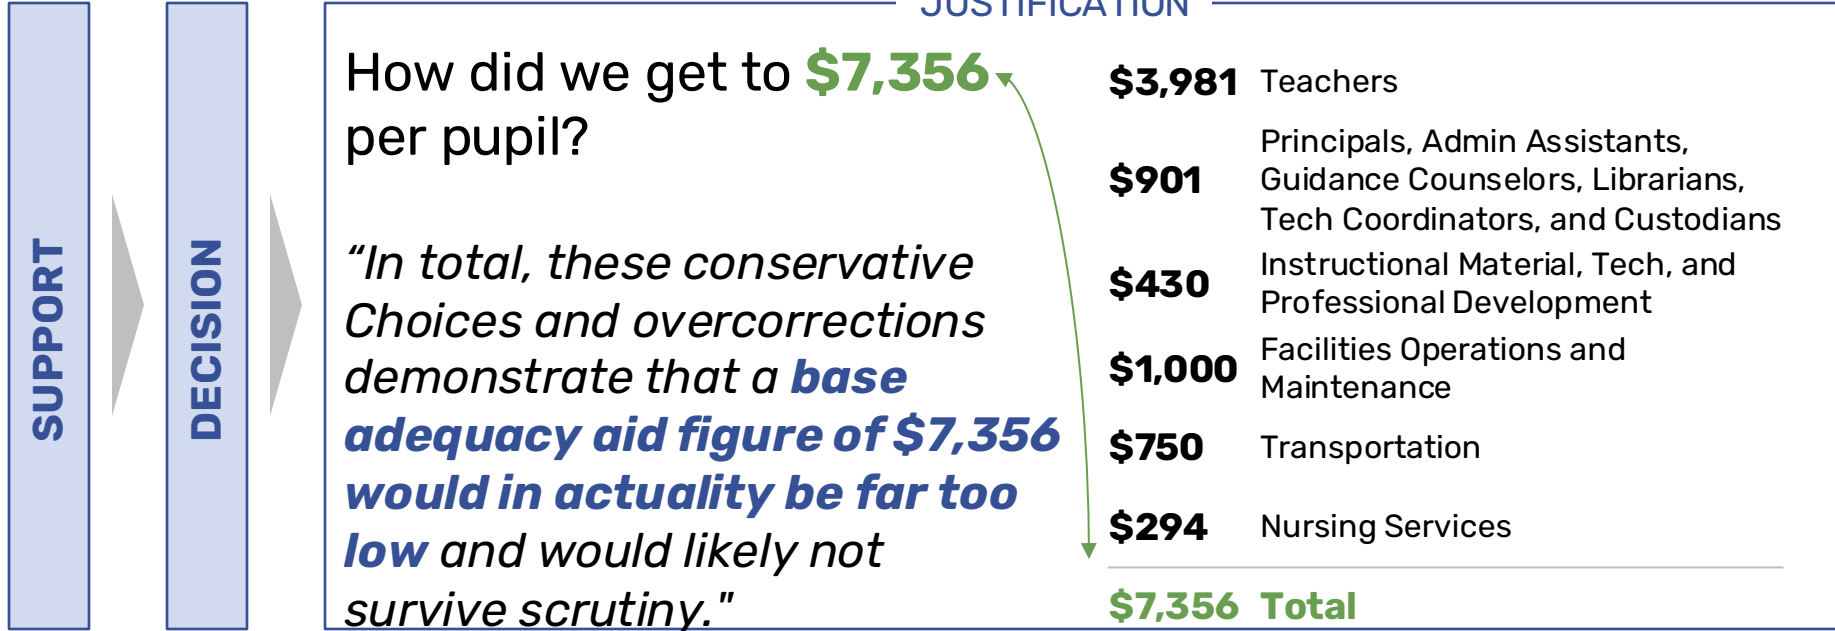 JUSTIFICATION
SUPPORT
DECISION
How did we get to $7,356
per pupil?
“In total, these conservative
Choices and overcorrections
demonstrate that a base
adequacy aid figure of $7,356
would in actuality be far too
low and would likely not
survive scrutiny."
$3,981 Teachers
Principals, Admin Assistants,
$901 Guidance Counselors, Librarians,
Tech Coordinators, and Custodians
$430 Instructional Material, Tech, and
Professional Development
$1,000 Facilities Operations and
Maintenance
$750 Transportation
$294 Nursing Services
$7,356 Total